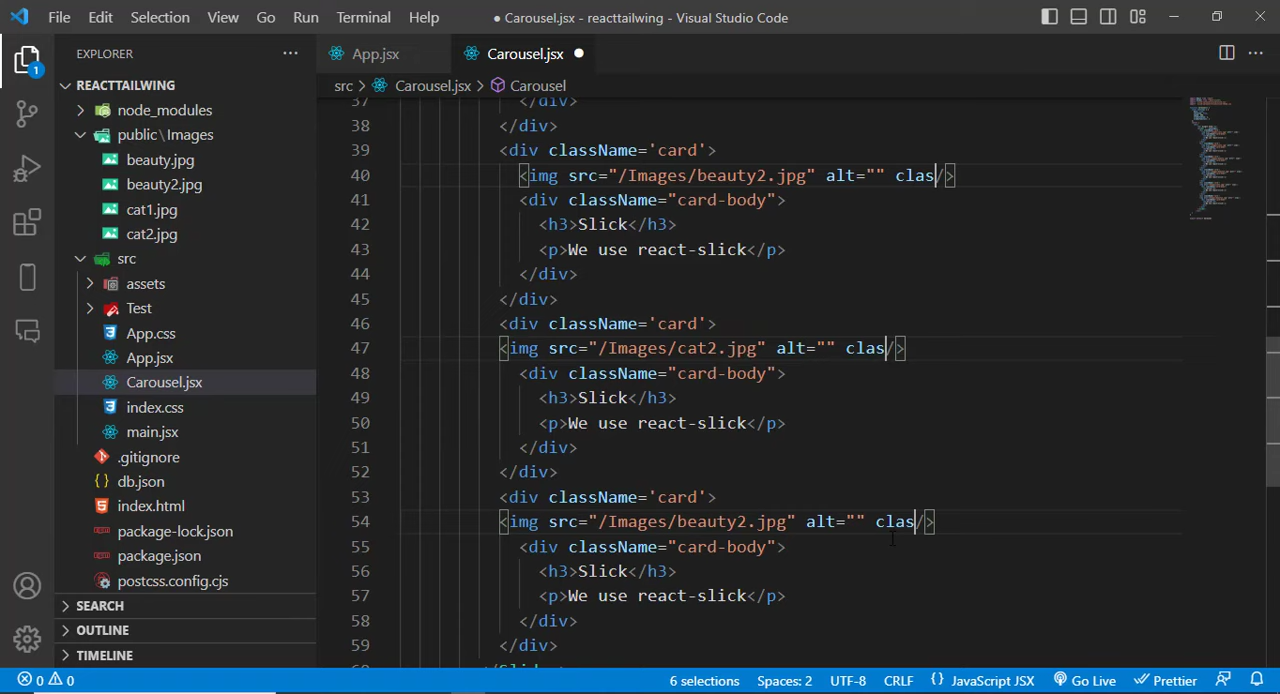 File Edit Selection View Go Run Terminal Help
● Carousel.jsx - reacttailwing - Visual Studio Code
EXPLORER
REACTTAILWING
node_modules
public\Images
beauty.jpg
beauty2.jpg
cat1.jpg
cat2.jpg
src
assets
Test
App.css
App.jsx
Carousel.jsx
index.css
main.jsx
.gitignore
db.json
index.html
package-lock.json
package.json
postcss.config.cjs
SEARCH
OUTLINE
TIMELINE
1
App.jsx
Carousel.jsx
src > Carousel.jsx > Carousel
37 </div>
38 </div>
39 <div className='card'>
40 <img src="/Images/beauty2.jpg" alt="" clas/>
41 <div className="card-body">
42 <h3>Slick</h3>
43 <p>We use react-slick</p>
44 </div>
45 </div>
46 <div className='card'>
47 <img src="/Images/cat2.jpg" alt="" clas/>
48 <div className="card-body">
49 <h3>Slick</h3>
50 <p>We use react-slick</p>
51 </div>
52 </div>
53 <div className='card'>
54 <img src="/Images/beauty2.jpg" alt="" clas/>
55 <div className="card-body">
56 <h3>Slick</h3>
57 <p>We use react-slick</p>
58 </div>
59 </div>
60 </Slider>
0 0
6 selections Spaces: 2 UTF-8 CRLF {} JavaScript JSX Go Live Prettier